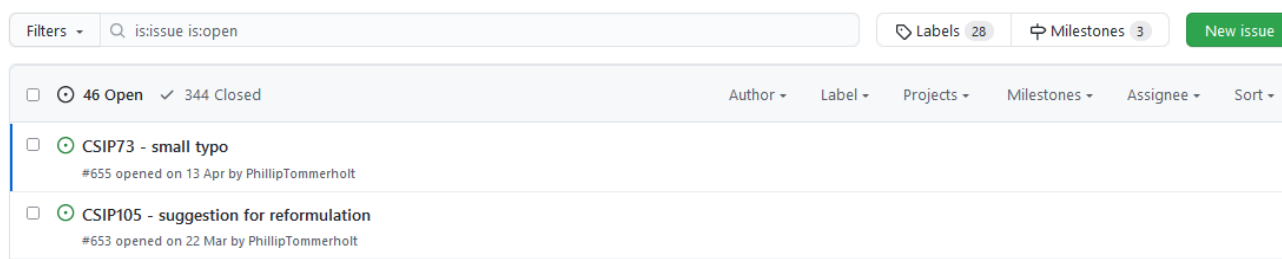 Filters is:issue is:open Labels 28 Milestones 3 New issue
46 Open 344 Closed Author Label Projects Milestones Assignee Sort
CSIP73 - small typo
#655 opened on 13 Apr by PhillipTommerholt
CSIP105 - suggestion for reformulation
#653 opened on 22 Mar by PhillipTommerholt